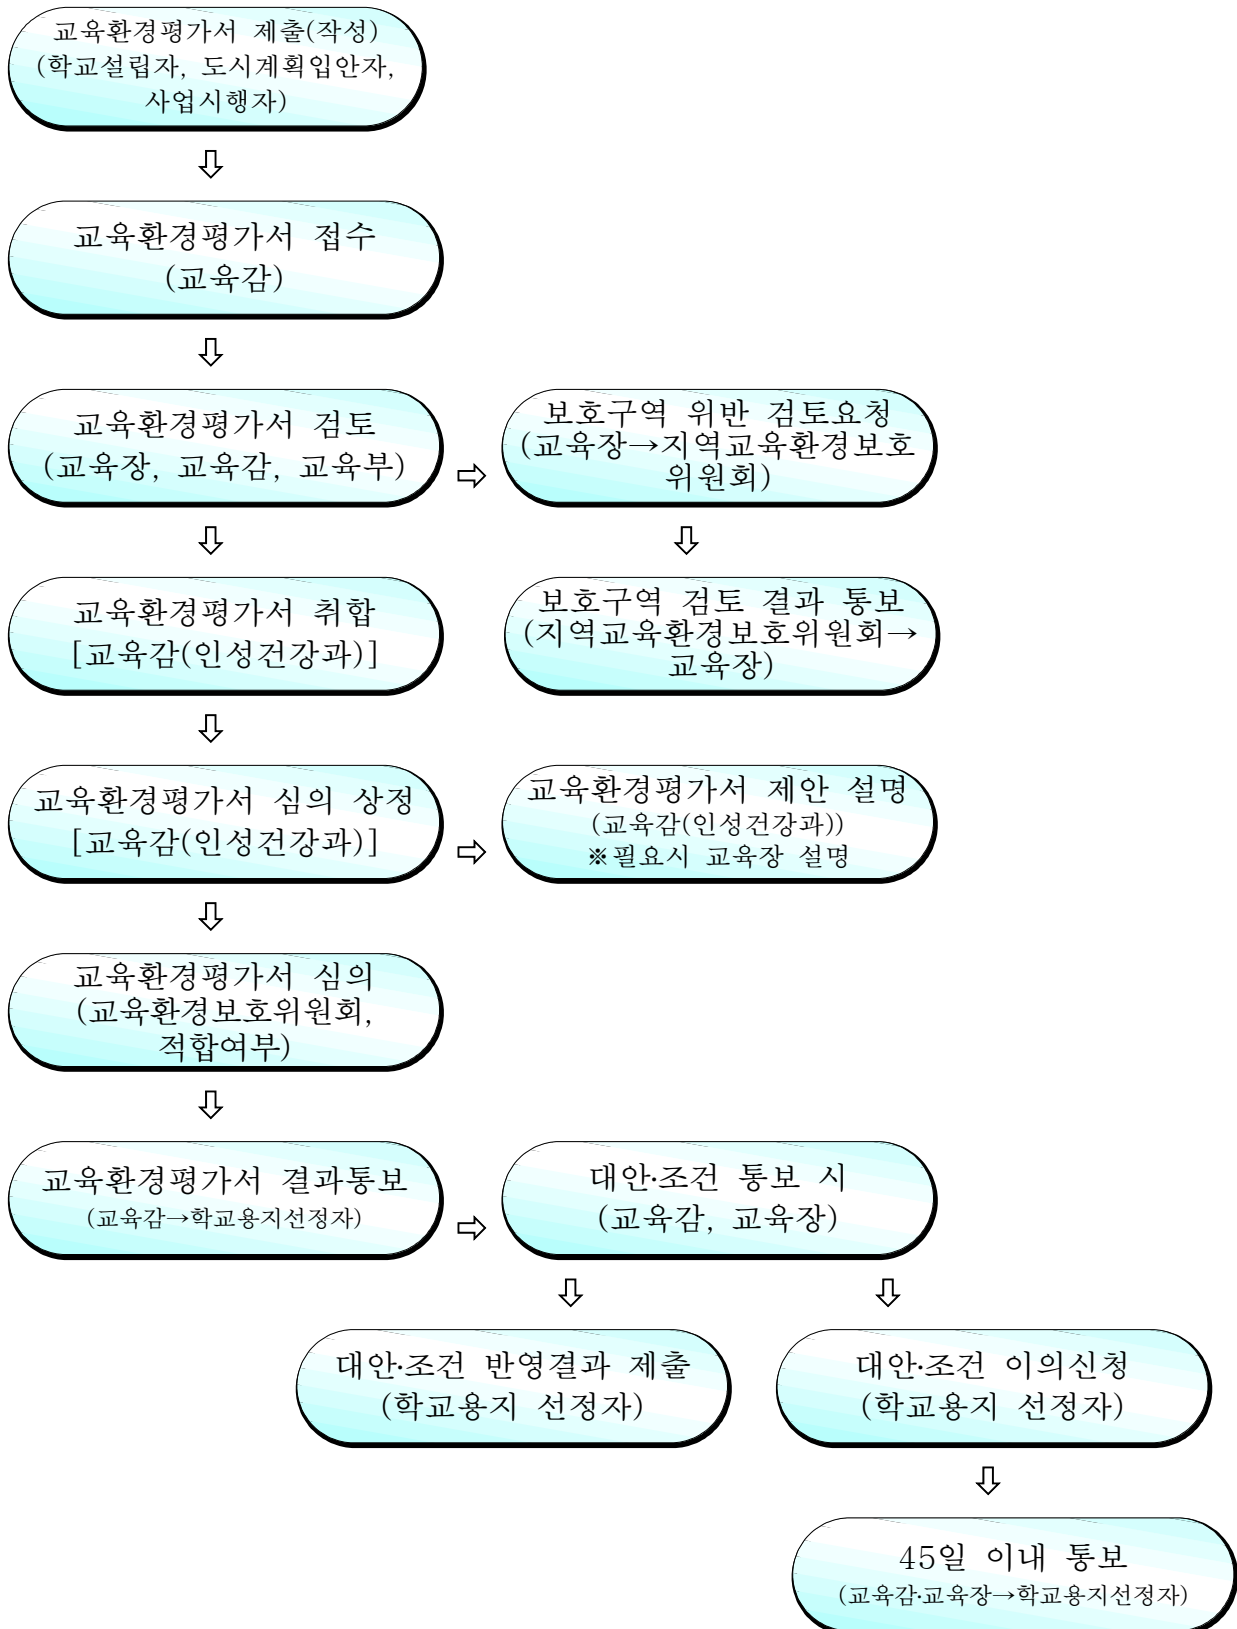 교육환경평가서 제출(작성)
(학교설립자, 도시계획입안자,
사업시행자)
⇩
교육환경평가서 접수
(교육감)
⇩
교육환경평가서 검토
(교육장, 교육감, 교육부)
⇨
보호구역 위반 검토요청
(교육장→지역교육환경보호
위원회)
⇩
⇩
교육환경평가서 취합
[교육감(인성건강과)]
보호구역 검토 결과 통보
(지역교육환경보호위원회→
교육장)
⇩
교육환경평가서 심의 상정
[교육감(인성건강과)]
⇨
교육환경평가서 제안 설명
(교육감(인성건강과))
※필요시 교육장 설명
⇩
교육환경평가서 심의
(교육환경보호위원회,
적합여부)
⇩
교육환경평가서 결과통보
(교육감→학교용지선정자)
⇨
대안·조건 통보 시
(교육감, 교육장)
⇩
⇩
대안·조건 반영결과 제출
(학교용지 선정자)
대안·조건 이의신청
(학교용지 선정자)
⇩
45일 이내 통보
(교육감·교육장→학교용지선정자)